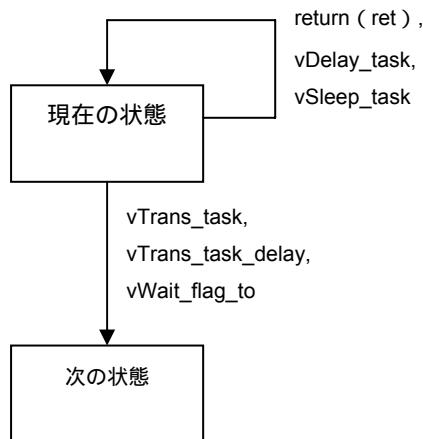 return（ret）,
vDelay_task,
vSleep_task
現在の状態
vTrans_task,
vTrans_task_delay,
vWait_flag_to
次の状態